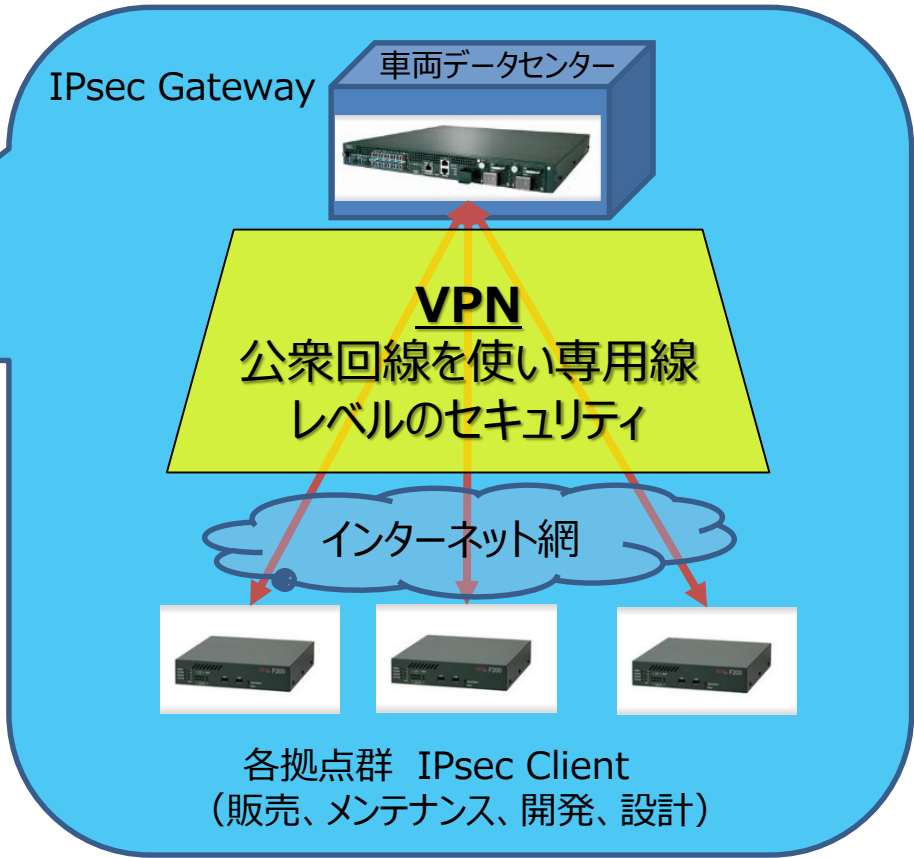 車両データセンター
IPsec Gateway
VPN
公衆回線を使い専用線
レベルのセキュリティ
インターネット網
F200
F200
F200
各拠点群 IPsec Client
（販売、メンテナンス、開発、設計）